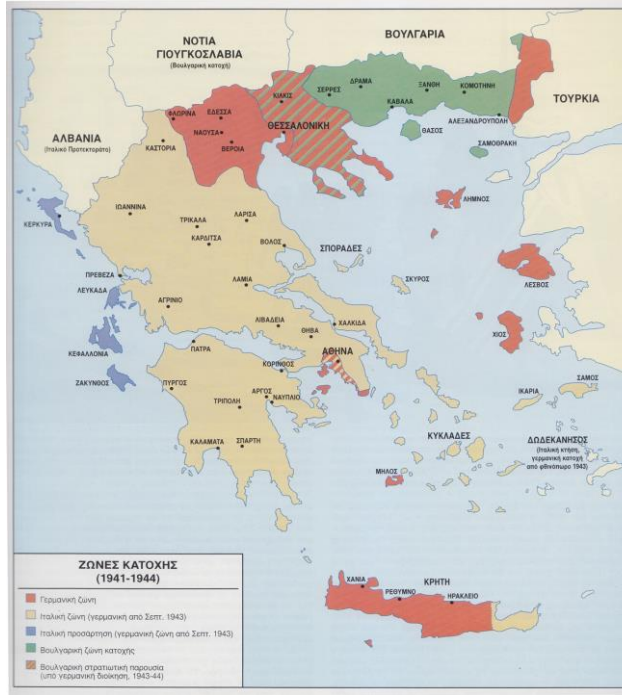 ΝΟΤΙΑ
ΓΙΟΥΓΚΟΣΛΑΒΙΑ
(Βουλγαρική κατοχή)
ΒΟΥΛΓΑΡΙΑ
ΤΟΥΡΚΙΑ
ΑΛΒΑΝΙΑ
(Ιταλικό Προτεκτοράτο)
ΦΛΩΡΙΝΑ
ΕΔΕΣΣΑ
ΝΑΟΥΣΑ
ΒΕΡΟΙΑ
ΚΑΣΤΟΡΙΑ
ΚΙΛΚΙΣ
ΘΕΣΣΑΛΟΝΙΚΗ
ΣΕΡΡΕΣ
ΔΡΑΜΑ
ΚΑΒΑΛΑ
ΞΑΝΘΗ
ΚΟΜΟΤΗΝΗ
ΑΛΕΞΑΝΔΡΟΥΠΟΛΗ
ΘΑΣΟΣ
ΣΑΜΟΘΡΑΚΗ
ΛΗΜΝΟΣ
ΙΩΑΝΝΙΝΑ
ΤΡΙΚΑΛΑ
ΛΑΡΙΣΑ
ΚΑΡΔΙΤΣΑ
ΒΟΛΟΣ
ΚΕΡΚΥΡΑ
ΠΡΕΒΕΖΑ
ΛΕΥΚΑΔΑ
ΑΓΡΙΝΙΟ
ΛΑΜΙΑ
ΣΠΟΡΑΔΕΣ
ΣΚΥΡΟΣ
ΛΕΣΒΟΣ
ΧΙΟΣ
ΛΙΒΑΔΕΙΑ
ΘΗΒΑ
ΧΑΛΚΙΔΑ
ΑΘΗΝΑ
ΚΕΦΑΛΛΟΝΙΑ
ΖΑΚΥΝΘΟΣ
ΠΑΤΡΑ
ΚΟΡΙΝΘΟΣ
ΠΥΡΓΟΣ
ΑΡΓΟΣ
ΝΑΥΠΛΙΟ
ΤΡΙΠΟΛΗ
ΚΑΛΑΜΑΤΑ
ΣΠΑΡΤΗ
ΙΚΑΡΙΑ
ΣΑΜΟΣ
ΚΥΚΛΑΔΕΣ
ΜΗΛΟΣ
ΔΩΔΕΚΑΝΗΣΟΣ
(Ιταλική κτήση,
γερμανική κατοχή
από φθινόπωρο 1943)
ΚΡΗΤΗ
ΧΑΝΙΑ
ΡΕΘΥΜΝΟ
ΗΡΑΚΛΕΙΟ
ΖΩΝΕΣ ΚΑΤΟΧΗΣ
(1941-1944)
Γερμανική ζώνη
Ιταλική ζώνη (γερμανική από Σεπτ. 1943)
Ιταλική προσάρτηση (γερμανική ζώνη από Σεπτ. 1943)
Βουλγαρική ζώνη κατοχής
Βουλγαρική στρατιωτική παρουσία
(υπό γερμανική διοίκηση, 1943-44)